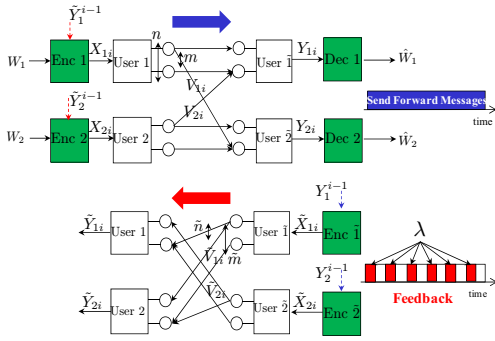 Ỹ₁ⁱ⁻¹
W₁
Enc 1
X₁ᵢ
User 1
n
m
V₁ᵢ
V₂ᵢ
User 1̃
Y₁ᵢ
Dec 1
Ŵ₁
Send Forward Messages
time
Ỹ₂ⁱ⁻¹
W₂
Enc 2
X₂ᵢ
User 2
User 2̃
Y₂ᵢ
Dec 2
Ŵ₂
Ỹ₁ᵢ
User 1
ñ
Ṽ₁ᵢ
m̃
Ṽ₂ᵢ
User 1̃
X̃₁ᵢ
Y₁ⁱ⁻¹
Enc 1̃
λ
Feedback
time
Ỹ₂ᵢ
User 2
User 2̃
X̃₂ᵢ
Y₂ⁱ⁻¹
Enc 2̃